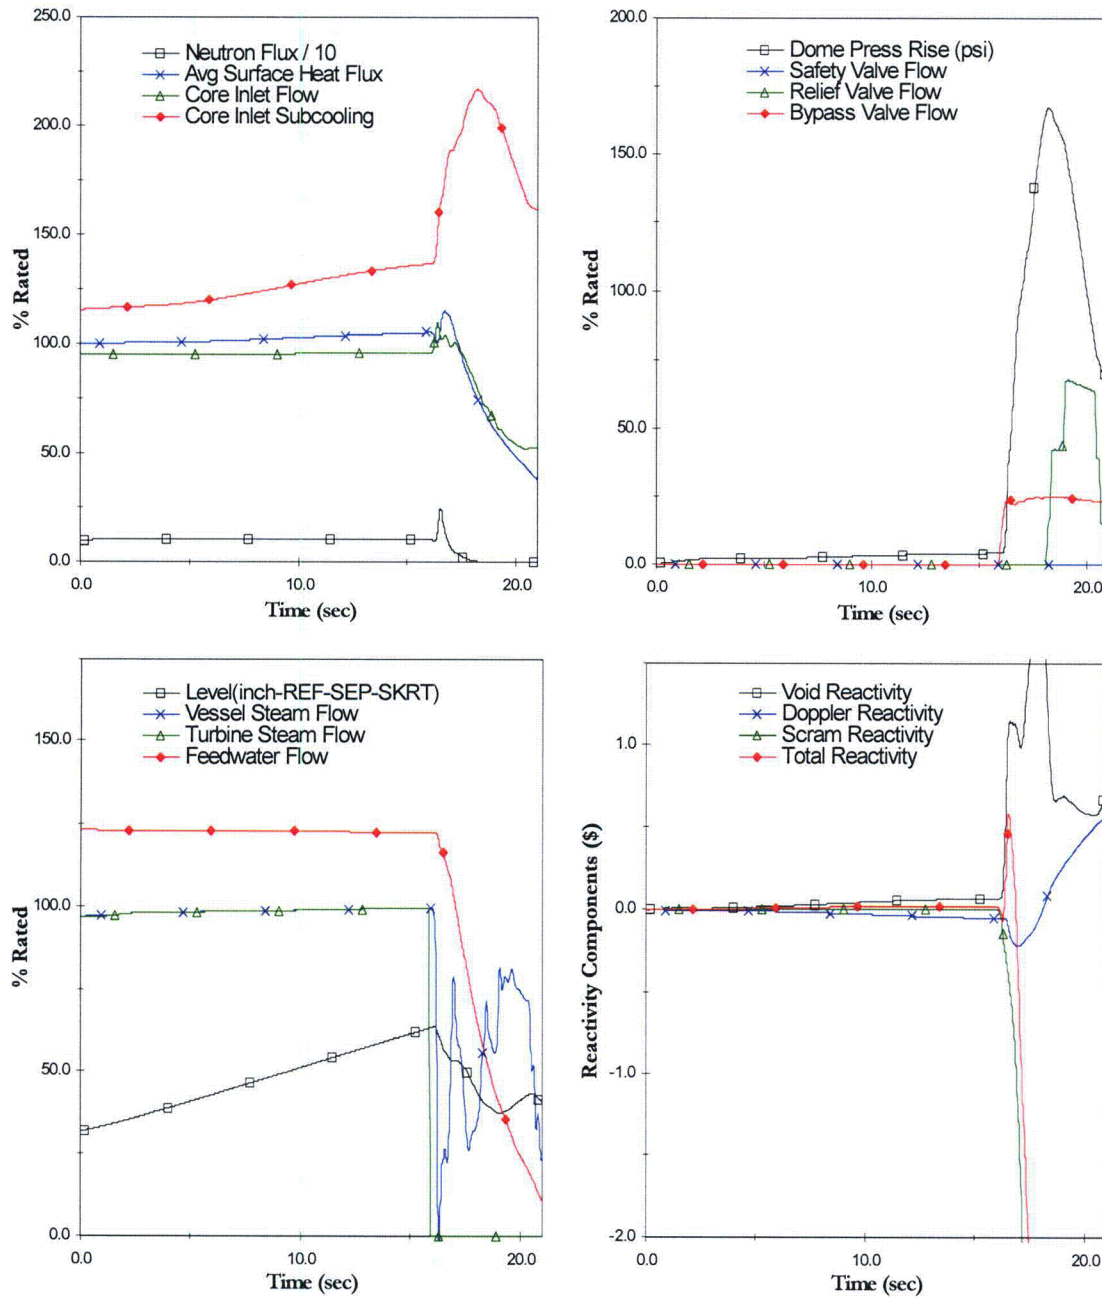 250.0
200.0
150.0
100.0
50.0
0.0
% Rated
Neutron Flux / 10
Avg Surface Heat Flux
Core Inlet Flow
Core Inlet Subcooling
0.0 10.0 20.0
Time (sec)
200.0
150.0
100.0
50.0
0.0
% Rated
Dome Press Rise (psi)
Safety Valve Flow
Relief Valve Flow
Bypass Valve Flow
0.0 10.0 20.0
Time (sec)
150.0
100.0
50.0
0.0
% Rated
Level(inch-REF-SEP-SKRT)
Vessel Steam Flow
Turbine Steam Flow
Feedwater Flow
0.0 10.0 20.0
Time (sec)
1.0
0.0
-1.0
-2.0
Reactivity Components ($)
Void Reactivity
Doppler Reactivity
Scram Reactivity
Total Reactivity
0.0 10.0 20.0
Time (sec)